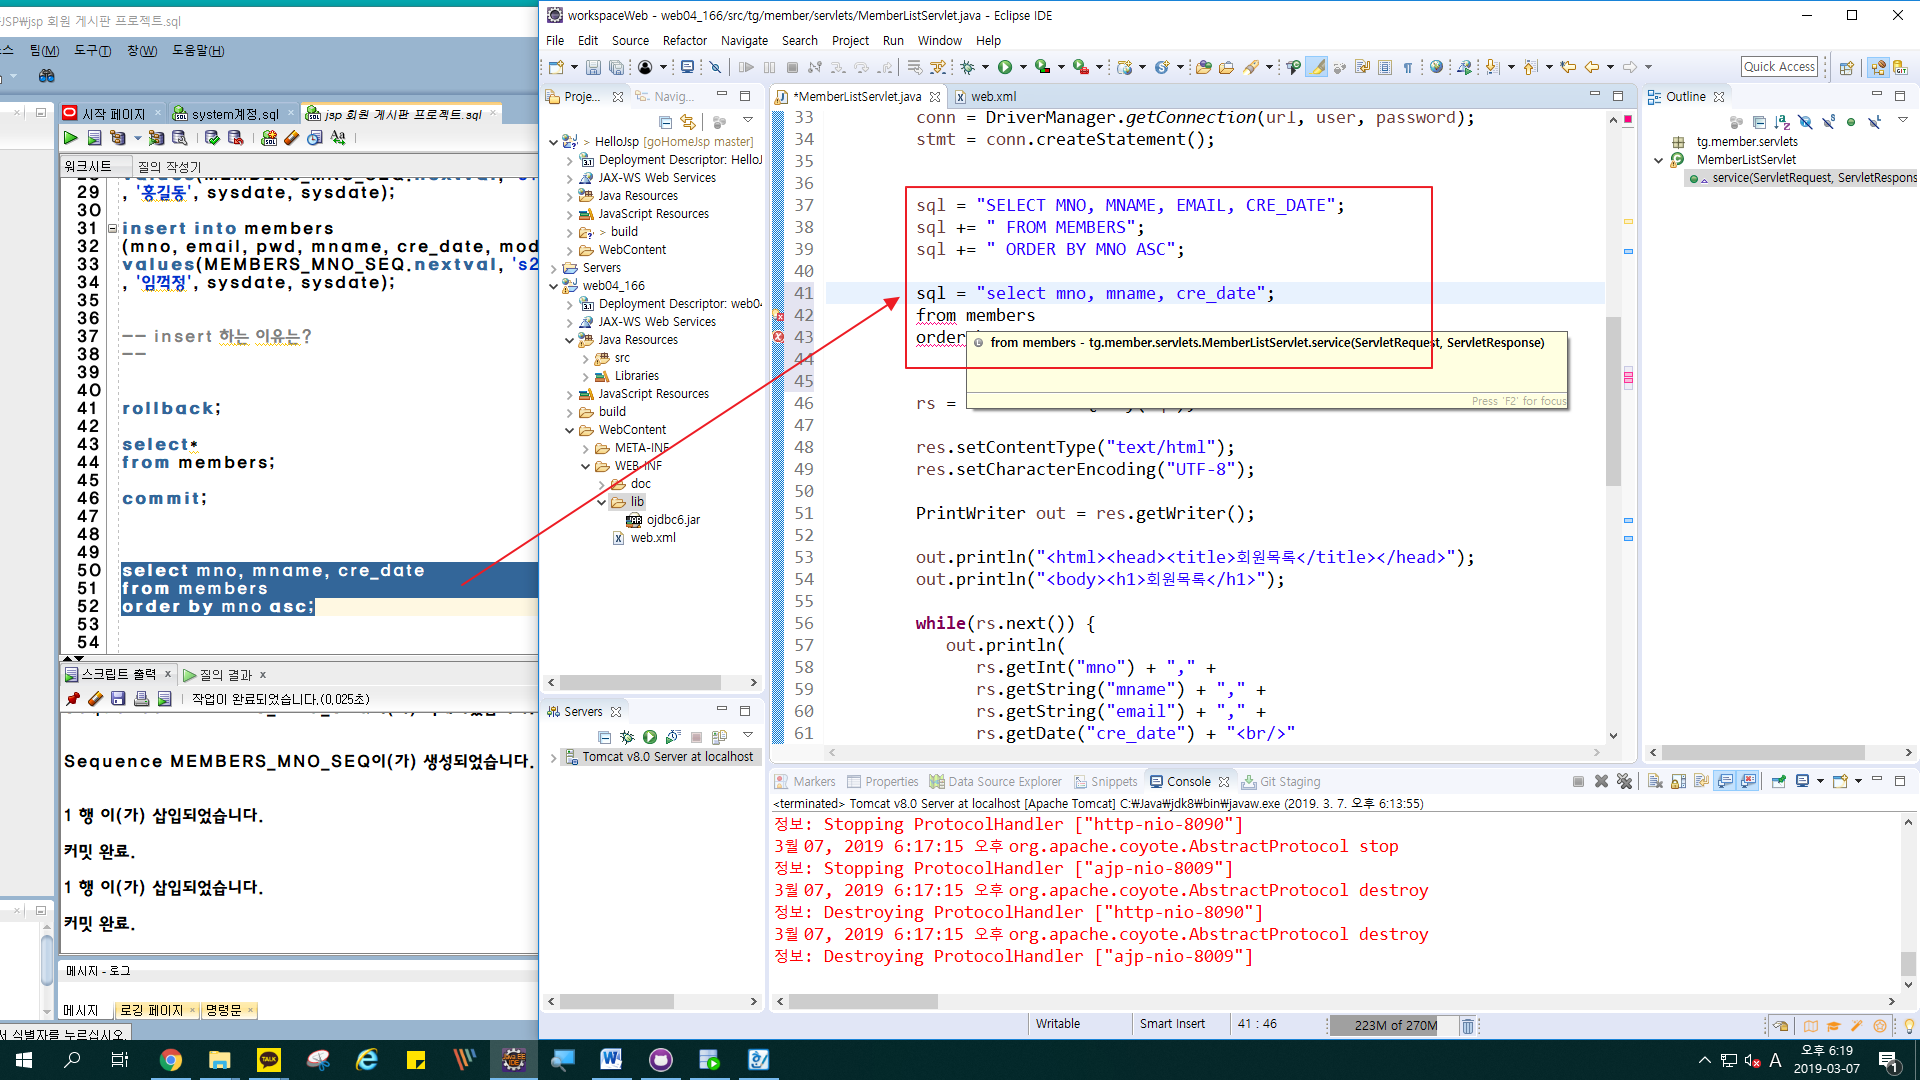 \JSP\jsp 회원 게시판 프로젝트.sql
스 팀(M) 도구(T) 창(W) 도움말(H)
시작 페이지
system계정.sql
jsp 회원 게시판 프로젝트.sql
워크시트 질의 작성기
29 , '홍길동', sysdate, sysdate);
30
31 insert into members
32 (mno, email, pwd, mname, cre_date, mod
33 values(MEMBERS_MNO_SEQ.nextval, 's2
34 , '임꺽정', sysdate, sysdate);
35
36
37 -- insert 하는 이유는?
38 --
39
40
41 rollback;
42
43 select*
44 from members;
45
46 commit;
47
48
49
50 select mno, mname, cre_date
51 from members
52 order by mno asc;
53
54
스크립트 출력 질의 결과
작업이 완료되었습니다.(0,025초)
Sequence MEMBERS_MNO_SEQ이(가) 생성되었습니다.
1 행 이(가) 삽입되었습니다.
커밋 완료.
1 행 이(가) 삽입되었습니다.
커밋 완료.
메시지 - 로그
메시지 로깅 페이지 명령문
서 식별자를 누르십시오.
workspaceWeb - web04_166/src/tg/member/servlets/MemberListServlet.java - Eclipse IDE
File Edit Source Refactor Navigate Search Project Run Window Help
Quick Access
Proje... Navig...
> HelloJsp [goHomeJsp master]
Deployment Descriptor: HelloJ
JAX-WS Web Services
Java Resources
JavaScript Resources
> build
WebContent
Servers
web04_166
Deployment Descriptor: web0
JAX-WS Web Services
Java Resources
src
Libraries
JavaScript Resources
build
WebContent
META-INF
WEB-INF
doc
lib
ojdbc6.jar
web.xml
Servers
Tomcat v8.0 Server at localhost
*MemberListServlet.java web.xml
33 conn = DriverManager.getConnection(url, user, password);
34 stmt = conn.createStatement();
35
36
37 sql = "SELECT MNO, MNAME, EMAIL, CRE_DATE";
38 sql += " FROM MEMBERS";
39 sql += " ORDER BY MNO ASC";
40
41 sql = "select mno, mname, cre_date";
42 from members
43 order
from members - tg.member.servlets.MemberListServlet.service(ServletRequest, ServletResponse)
Press 'F2' for focus
44
45
46 rs =
47
48 res.setContentType("text/html");
49 res.setCharacterEncoding("UTF-8");
50
51 PrintWriter out = res.getWriter();
52
53 out.println("<html><head><title>회원목록</title></head>");
54 out.println("<body><h1>회원목록</h1>");
55
56 while(rs.next()) {
57 out.println(
58 rs.getInt("mno") + "," +
59 rs.getString("mname") + "," +
60 rs.getString("email") + "," +
61 rs.getDate("cre_date") + "<br/>"
Outline
tg.member.servlets
MemberListServlet
service(ServletRequest, ServletRespons
Markers Properties Data Source Explorer Snippets Console Git Staging
<terminated> Tomcat v8.0 Server at localhost [Apache Tomcat] C:\Java\jdk8\bin\javaw.exe (2019. 3. 7. 오후 6:13:55)
정보: Stopping ProtocolHandler ["http-nio-8090"]
3월 07, 2019 6:17:15 오후 org.apache.coyote.AbstractProtocol stop
정보: Stopping ProtocolHandler ["ajp-nio-8009"]
3월 07, 2019 6:17:15 오후 org.apache.coyote.AbstractProtocol destroy
정보: Destroying ProtocolHandler ["http-nio-8090"]
3월 07, 2019 6:17:15 오후 org.apache.coyote.AbstractProtocol destroy
정보: Destroying ProtocolHandler ["ajp-nio-8009"]
Writable Smart Insert 41 : 46 223M of 270M
TALK
A
오후 6:19
2019-03-07
1